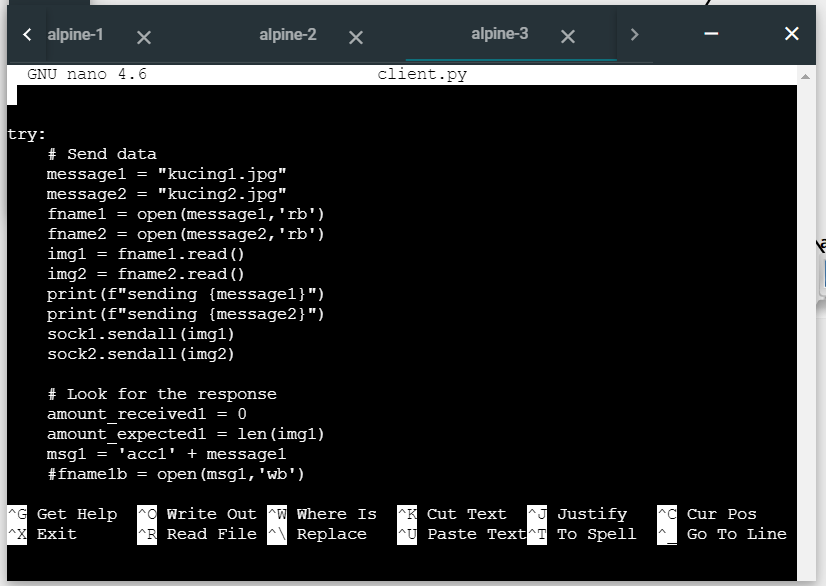 alpine-1 alpine-2 alpine-3
GNU nano 4.6 client.py
try:
# Send data
message1 = "kucing1.jpg"
message2 = "kucing2.jpg"
fname1 = open(message1,'rb')
fname2 = open(message2,'rb')
img1 = fname1.read()
img2 = fname2.read()
print(f"sending {message1}")
print(f"sending {message2}")
sock1.sendall(img1)
sock2.sendall(img2)
# Look for the response
amount_received1 = 0
amount_expected1 = len(img1)
msg1 = 'acc1' + message1
#fname1b = open(msg1,'wb')
^G Get Help ^O Write Out ^W Where Is ^K Cut Text ^J Justify ^C Cur Pos
^X Exit ^R Read File ^\ Replace ^U Paste Text ^T To Spell ^_ Go To Line